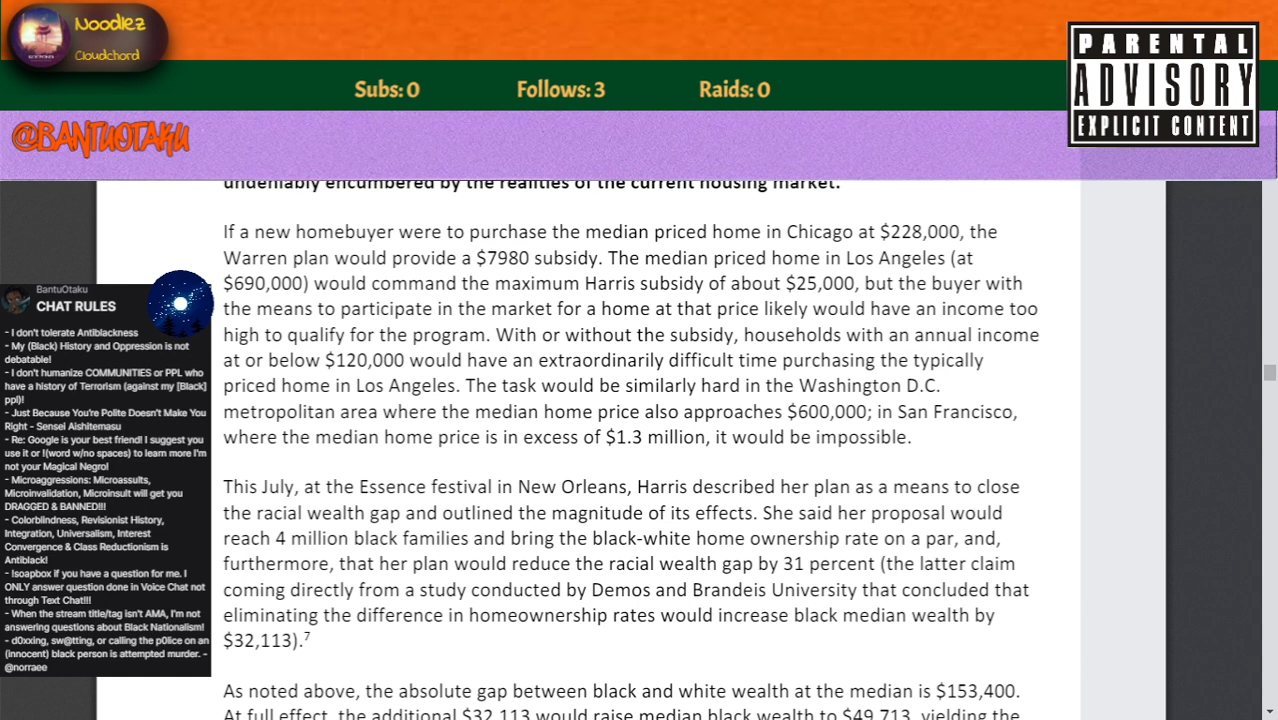 Noodlez
Cloudchord
PARENTAL
ADVISORY
EXPLICIT CONTENT
Subs: 0 Follows: 3 Raids: 0
@BANTUOTAKU
undeniably encumbered by the realities of the current housing market.
If a new homebuyer were to purchase the median priced home in Chicago at $228,000, the
Warren plan would provide a $7980 subsidy. The median priced home in Los Angeles (at
$690,000) would command the maximum Harris subsidy of about $25,000, but the buyer with
the means to participate in the market for a home at that price likely would have an income too
high to qualify for the program. With or without the subsidy, households with an annual income
at or below $120,000 would have an extraordinarily difficult time purchasing the typically
priced home in Los Angeles. The task would be similarly hard in the Washington D.C.
metropolitan area where the median home price also approaches $600,000; in San Francisco,
where the median home price is in excess of $1.3 million, it would be impossible.
This July, at the Essence festival in New Orleans, Harris described her plan as a means to close
the racial wealth gap and outlined the magnitude of its effects. She said her proposal would
reach 4 million black families and bring the black-white home ownership rate on a par, and,
furthermore, that her plan would reduce the racial wealth gap by 31 percent (the latter claim
coming directly from a study conducted by Demos and Brandeis University that concluded that
eliminating the difference in homeownership rates would increase black median wealth by
$32,113).7
As noted above, the absolute gap between black and white wealth at the median is $153,400.
At full effect, the additional $32,113 would raise median black wealth to $49,713, yielding the
BantuOtaku
CHAT RULES
- I don't tolerate Antiblackness
- My (Black) History and Oppression is not
debatable!
- I don't humanize COMMUNITIES or PPL who
have a history of Terrorism (against my [Black]
ppl)!
- Just Because You're Polite Doesn't Make You
Right - Sensei Aishitemasu
- Re: Google is your best friend! I suggest you
use it or !(word w/no spaces) to learn more I'm
not your Magical Negro!
- Microaggressions: Microassults,
Microinvalidation, Microinsult will get you
DRAGGED & BANNED!!!
- Colorblindness, Revisionist History,
Integration, Universalism, Interest
Convergence & Class Reductionism is
Antiblack!
- !soapbox if you have a question for me. I
ONLY answer question done in Voice Chat not
through Text Chat!!!
- When the stream title/tag isn't AMA, I'm not
answering questions about Black Nationalism!
- d0xxing, sw@tting, or calling the p0lice on an
(innocent) black person is attempted murder. -
@norraee